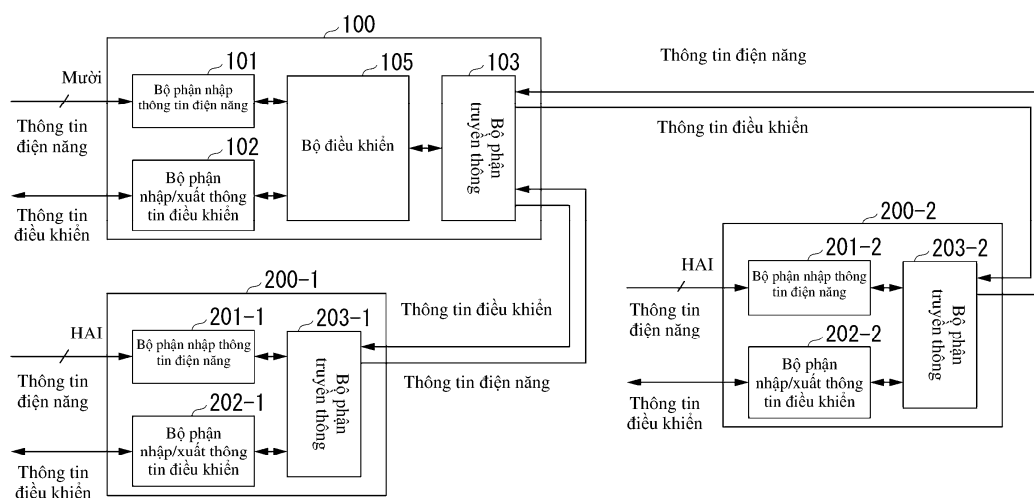 100
Mười
Thông tin
điện năng
101
Bộ phận nhập
thông tin điện năng
102
Bộ phận
nhập/xuất thông
tin điều khiển
Thông tin
điều khiển
105
Bộ điều khiển
103
Bộ phận
truyền thông
Thông tin điện năng
Thông tin điều khiển
200-1
HAI
Thông tin
điện năng
201-1
Bộ phận nhập thông
tin điện năng
202-1
Bộ phận
nhập/xuất thông
tin điều khiển
Thông tin
điều khiển
203-1
Bộ phận
truyền thông
Thông tin điều khiển
Thông tin điện năng
200-2
HAI
Thông tin
điện năng
201-2
Bộ phận nhập thông
tin điện năng
202-2
Bộ phận
nhập/xuất thông
tin điều khiển
Thông tin
điều khiển
203-2
Bộ phận
truyền thông